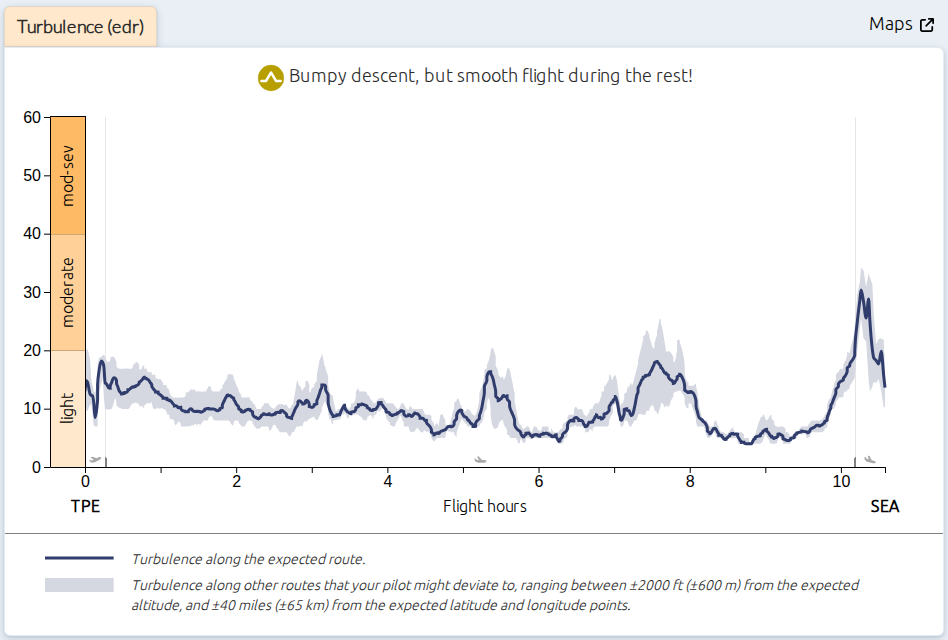 Turbulence (edr)
Maps
Bumpy descent, but smooth flight during the rest!
60
50
40
30
20
10
0
mod-sev
moderate
light
0
2
4
6
8
10
TPE
Flight hours
SEA
Turbulence along the expected route.
Turbulence along other routes that your pilot might deviate to, ranging between ±2000 ft (±600 m) from the expected
altitude, and ±40 miles (±65 km) from the expected latitude and longitude points.